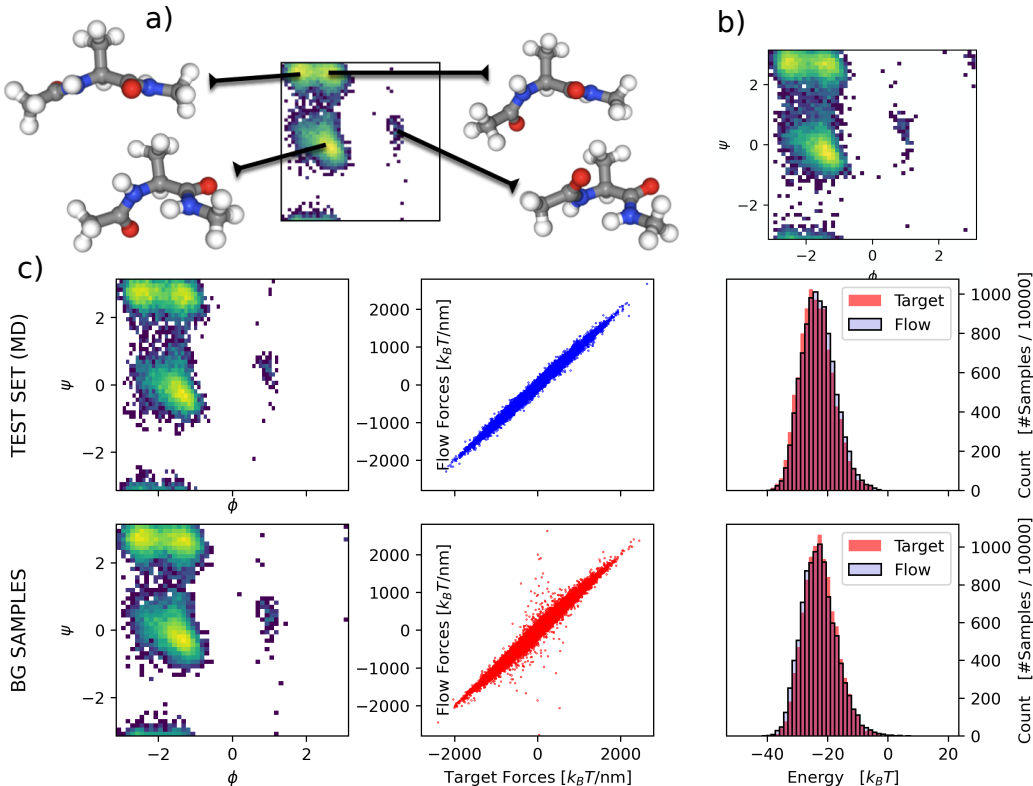 a)
b)
2
0
−2
ψ
−2
0
2
ϕ
c)
TEST SET (MD)
2
0
−2
ψ
−2
0
2
ϕ
2000
1000
0
−1000
−2000
Flow Forces [k_BT/nm]
Target
Flow
1000
800
600
400
200
0
Count [#Samples / 10000]
BG SAMPLES
2
0
−2
ψ
−2
0
2
ϕ
2000
1000
0
−1000
−2000
Flow Forces [k_BT/nm]
−2000
0
2000
Target Forces [k_BT/nm]
Target
Flow
1000
800
600
400
200
0
Count [#Samples / 10000]
−40
−20
0
20
Energy [k_BT]